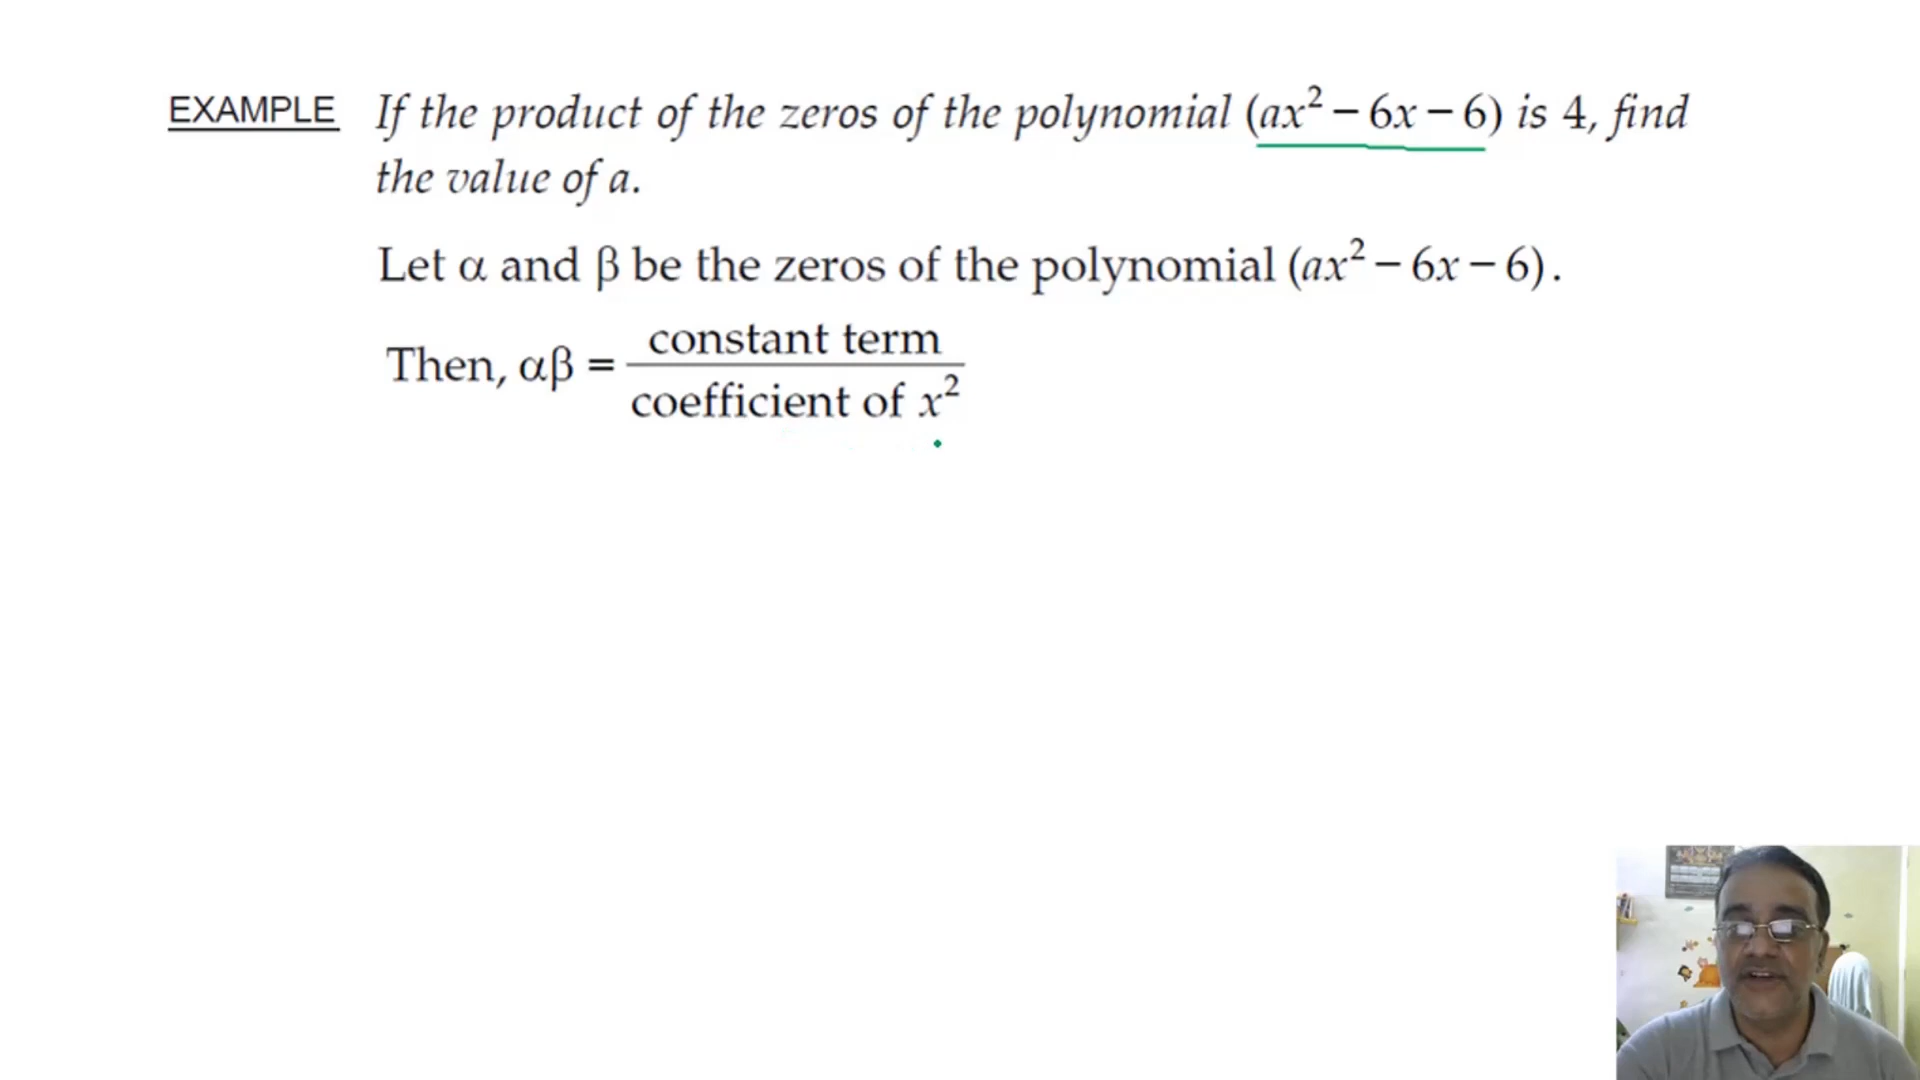 EXAMPLE If the product of the zeros of the polynomial (ax² − 6x − 6) is 4, find
the value of a.
Let α and β be the zeros of the polynomial (ax² − 6x − 6).
Then, αβ = constant term / coefficient of x²